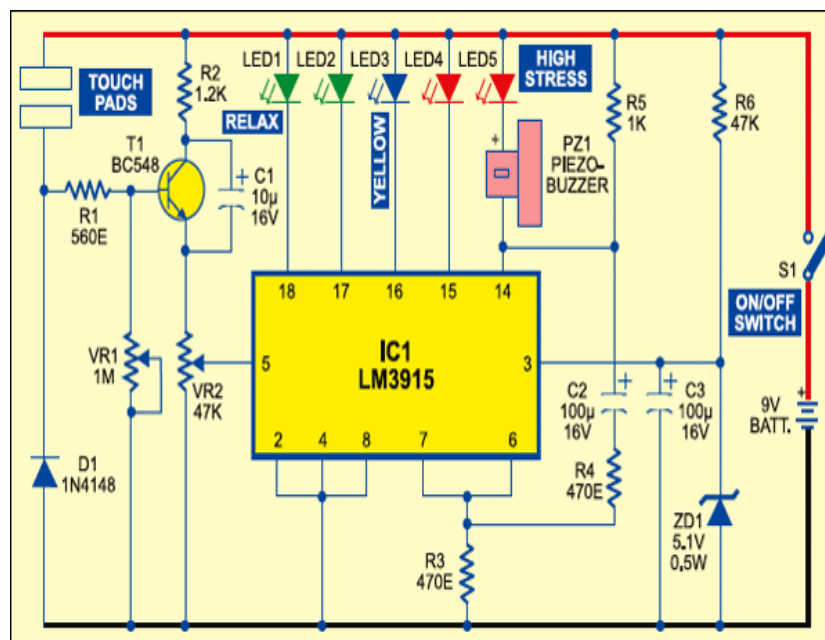 LED1
LED2
LED3
LED4
LED5
HIGH
STRESS
TOUCH
PADS
R2
1.2K
RELAX
YELLOW
R5
1K
R6
47K
T1
BC548
+
C1
10µ
16V
+
PZ1
PIEZO-
BUZZER
R1
560E
S1
ON/OFF
SWITCH
18
17
16
15
14
IC1
LM3915
5
3
VR1
1M
VR2
47K
C2
100µ
16V
+
C3
100µ
16V
+
9V
BATT.
+
2
4
8
7
6
D1
1N4148
R4
470E
R3
470E
ZD1
5.1V
0,5W